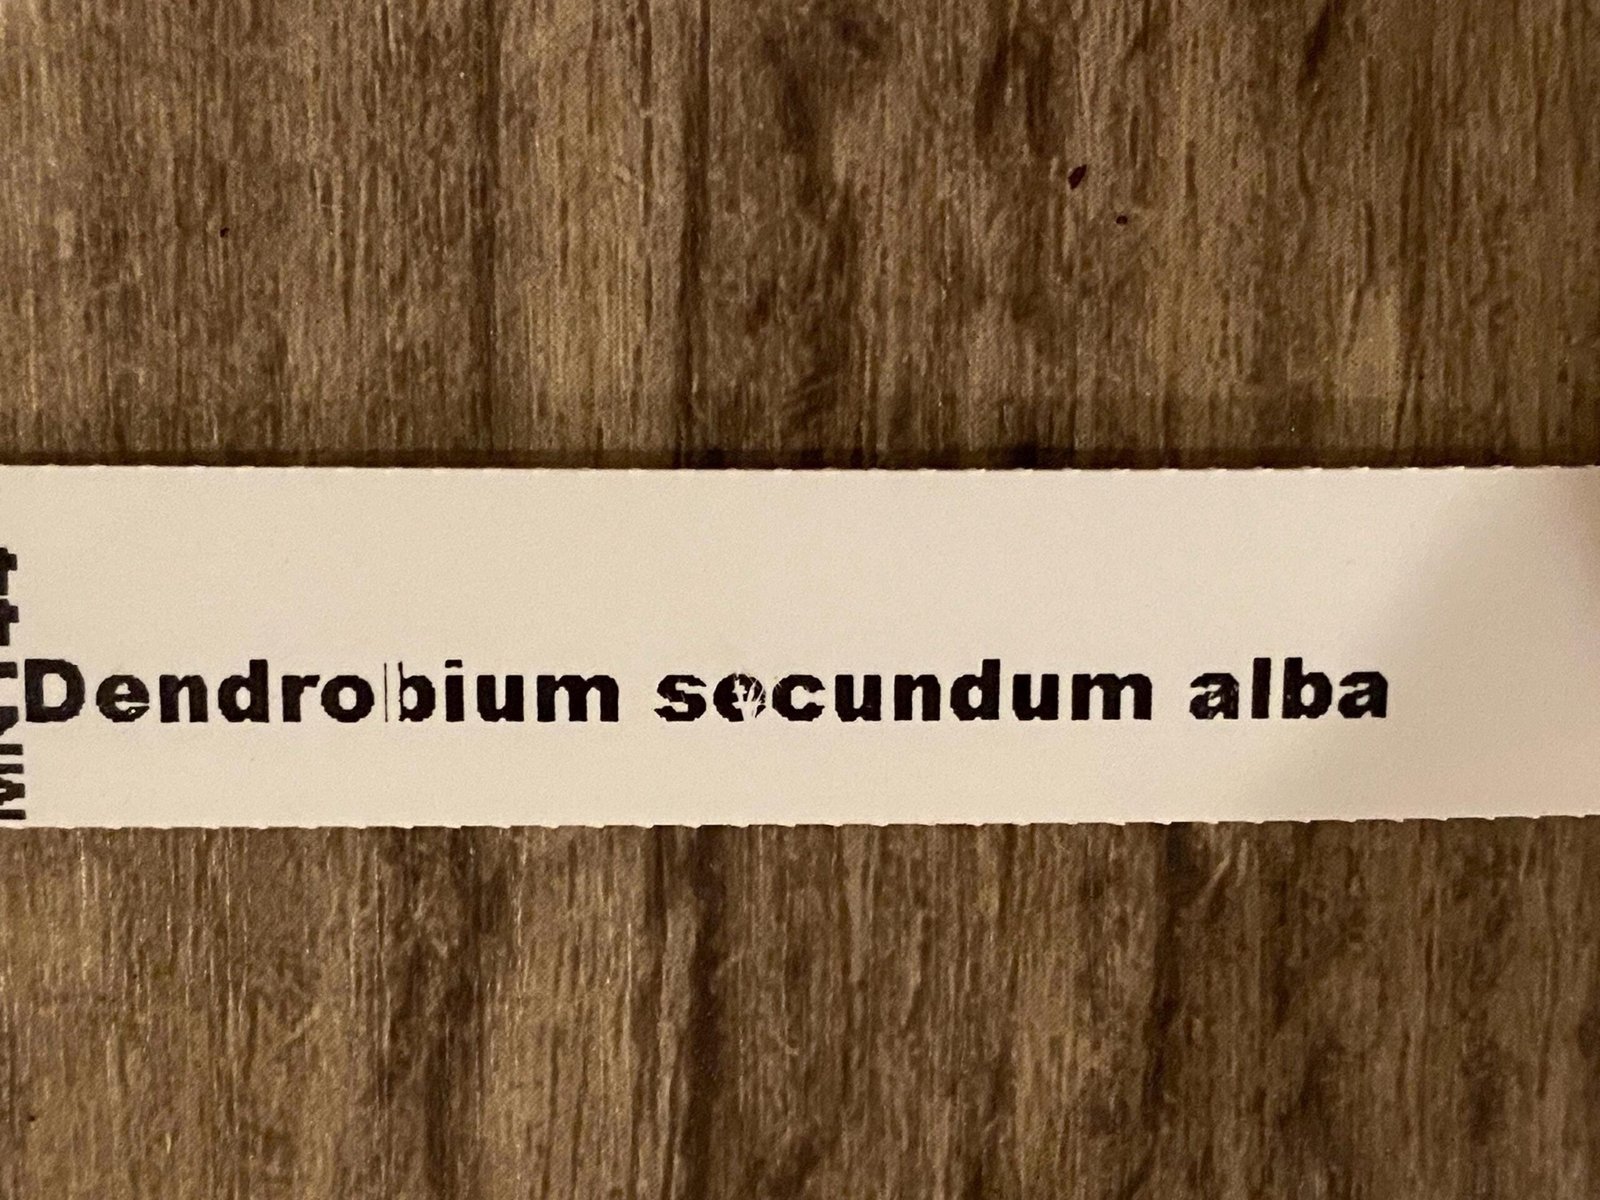 Dendrobium secundum alba